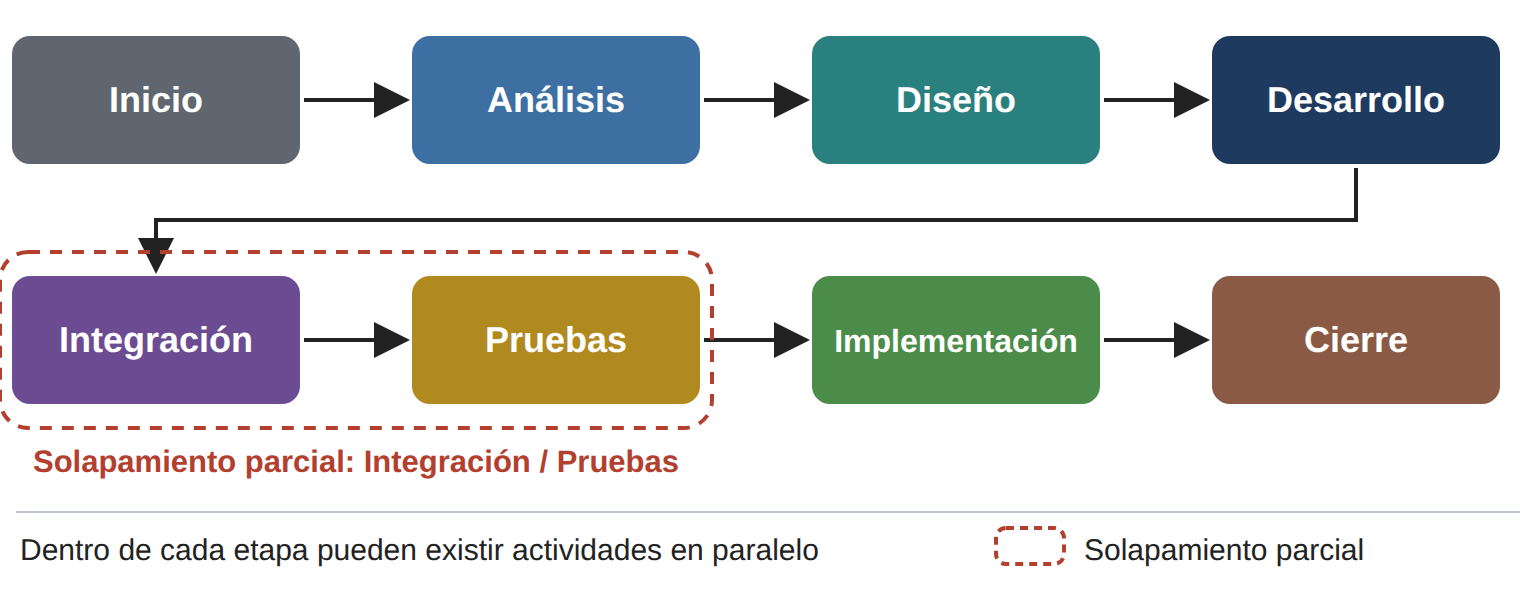 Inicio
Análisis
Diseño
Desarrollo
Integración
Pruebas
Implementación
Cierre
Solapamiento parcial: Integración / Pruebas
Dentro de cada etapa pueden existir actividades en paralelo
Solapamiento parcial